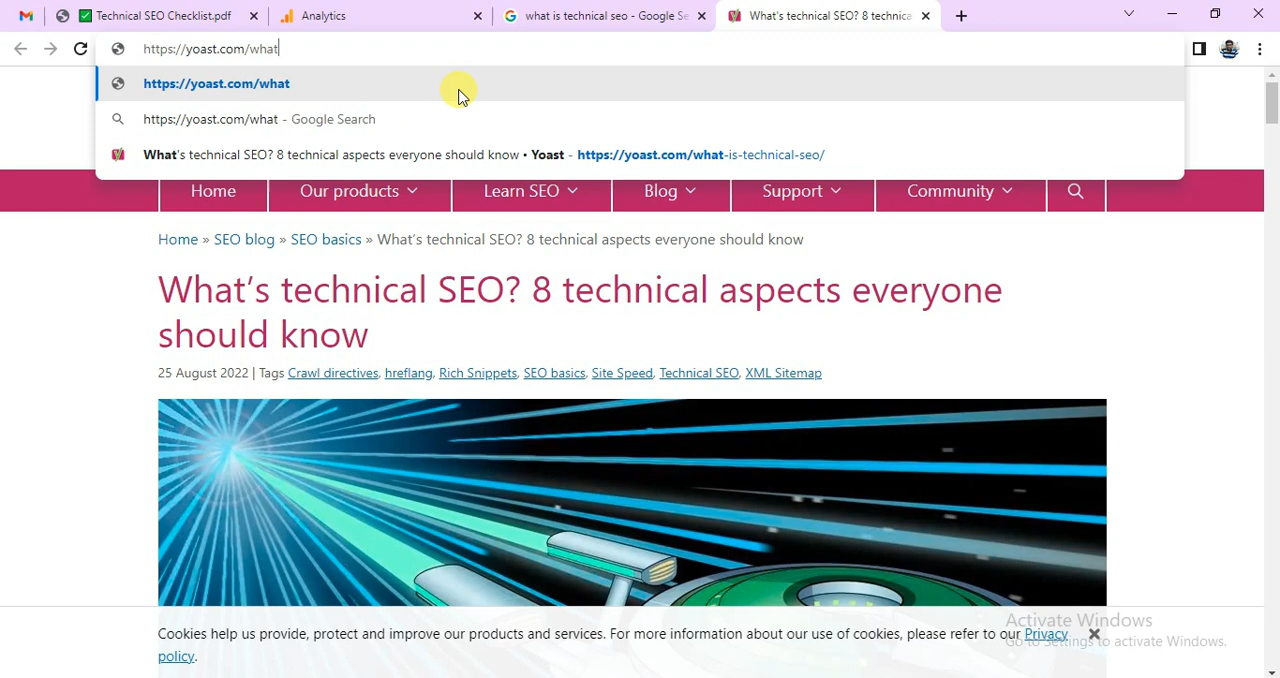 Technical SEO Checklist.pdf
Analytics
what is technical seo - Google Se
What's technical SEO? 8 technica
https://yoast.com/what
https://yoast.com/what
https://yoast.com/what - Google Search
What's technical SEO? 8 technical aspects everyone should know • Yoast - https://yoast.com/what-is-technical-seo/
Home
Our products
Learn SEO
Blog
Support
Community
Home » SEO blog » SEO basics » What's technical SEO? 8 technical aspects everyone should know
What's technical SEO? 8 technical aspects everyone
should know
25 August 2022 | Tags Crawl directives, hreflang, Rich Snippets, SEO basics, Site Speed, Technical SEO, XML Sitemap
Cookies help us provide, protect and improve our products and services. For more information about our use of cookies, please refer to our Privacy
policy.
Activate Windows
Go to Settings to activate Windows.